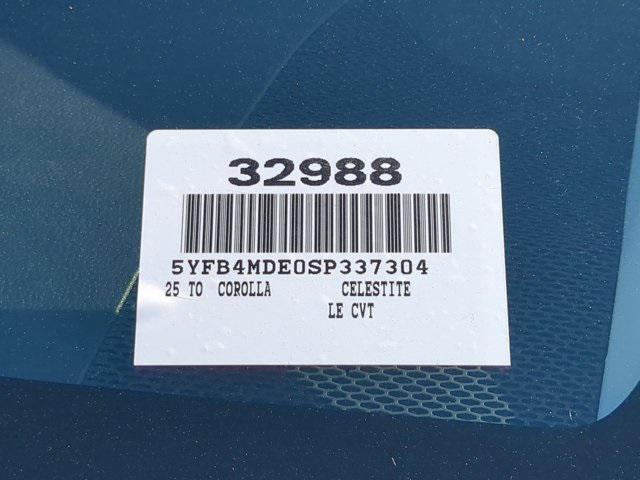 32988
5YFB4MDE0SP337304
25 TO COROLLA CELESTITE
LE CVT